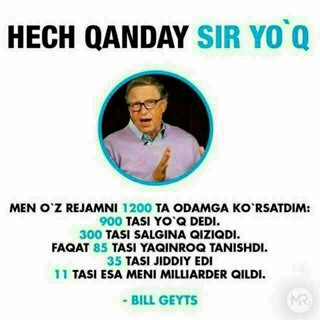 HECH QANDAY SIR YO`Q
MEN O`Z REJAMNI 1200 TA ODAMGA KO`RSATDIM:
900 TASI YO`Q DEDI.
300 TASI SALGINA QIZIQDI.
FAQAT 85 TASI YAQINROQ TANISHDI.
35 TASI JIDDIY EDI
11 TASI ESA MENI MILLIARDER QILDI.
- BILL GEYTS
MR